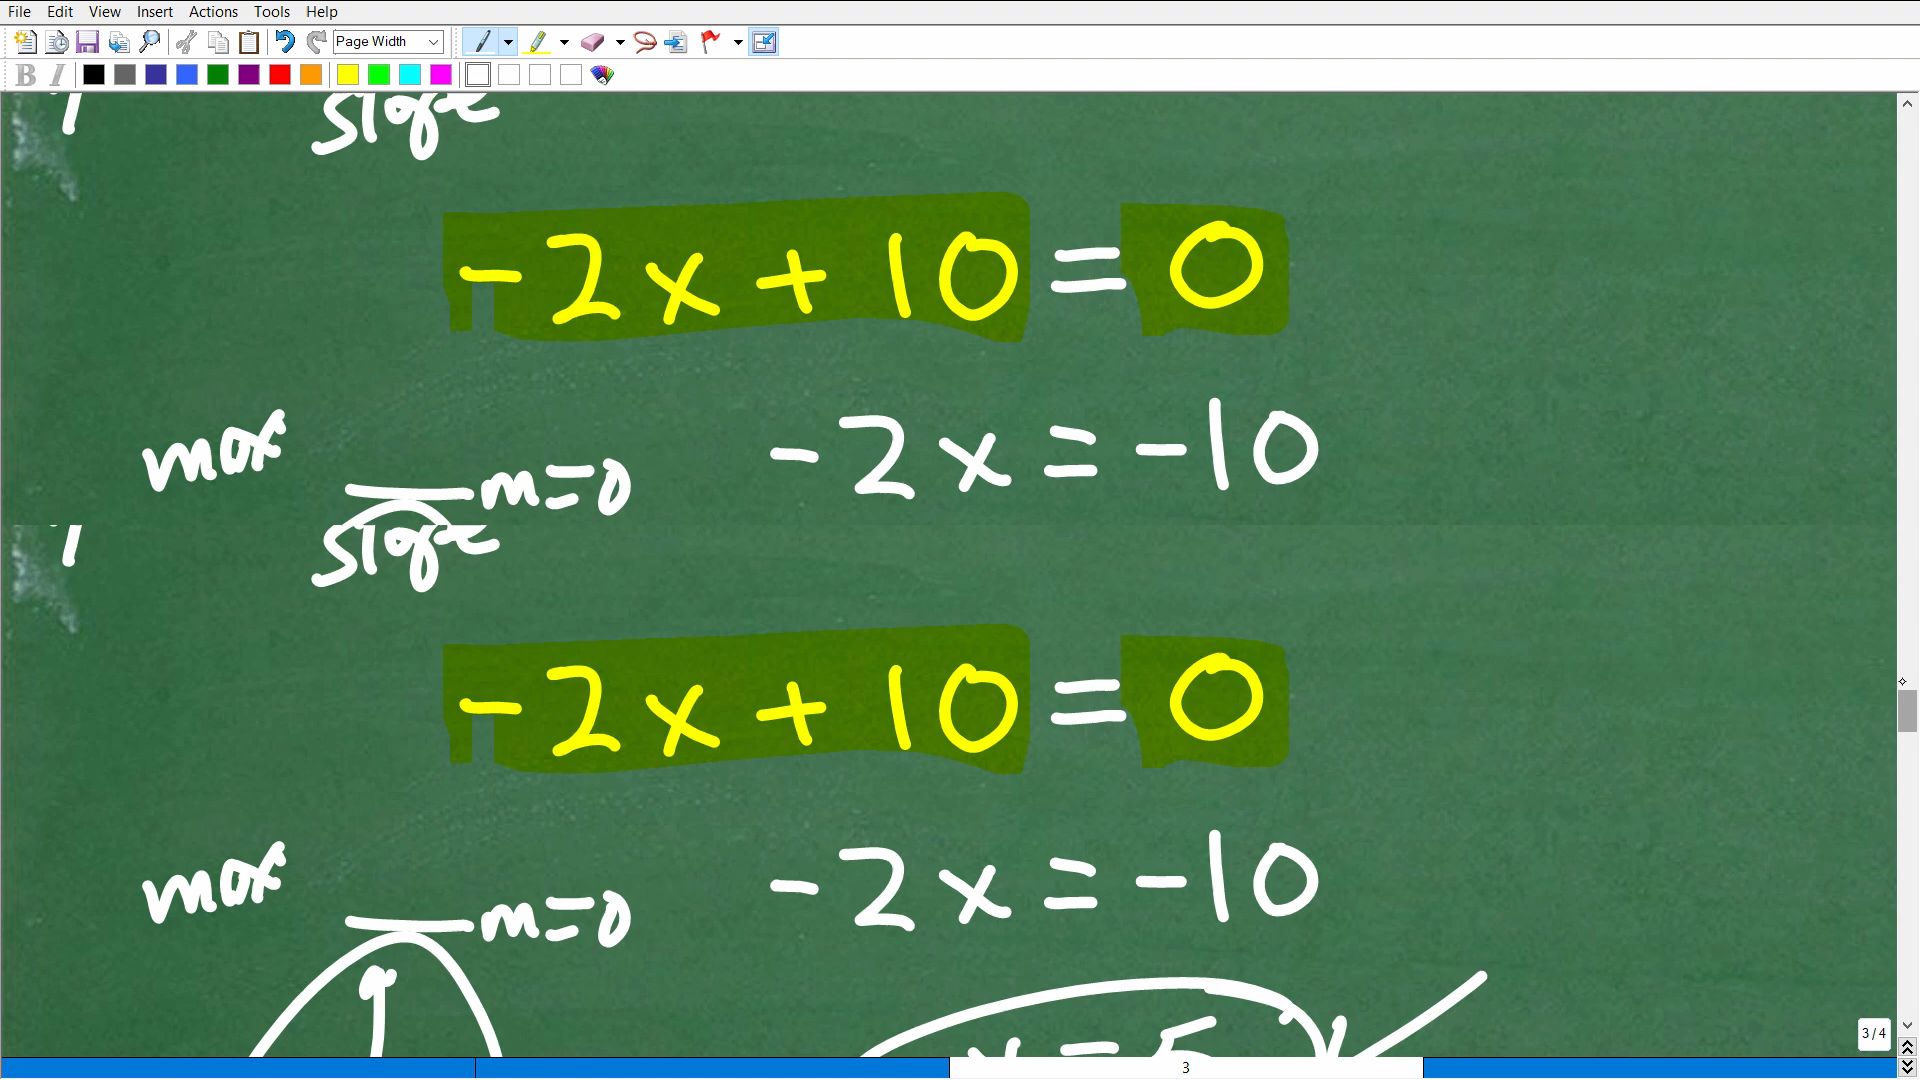 File Edit View Insert Actions Tools Help
Page Width
B I
slope
-2x + 10 = 0
max
m=0
-2x = -10
slope
-2x + 10 = 0
max
m=0
-2x = -10
x = 5
3 / 4
3